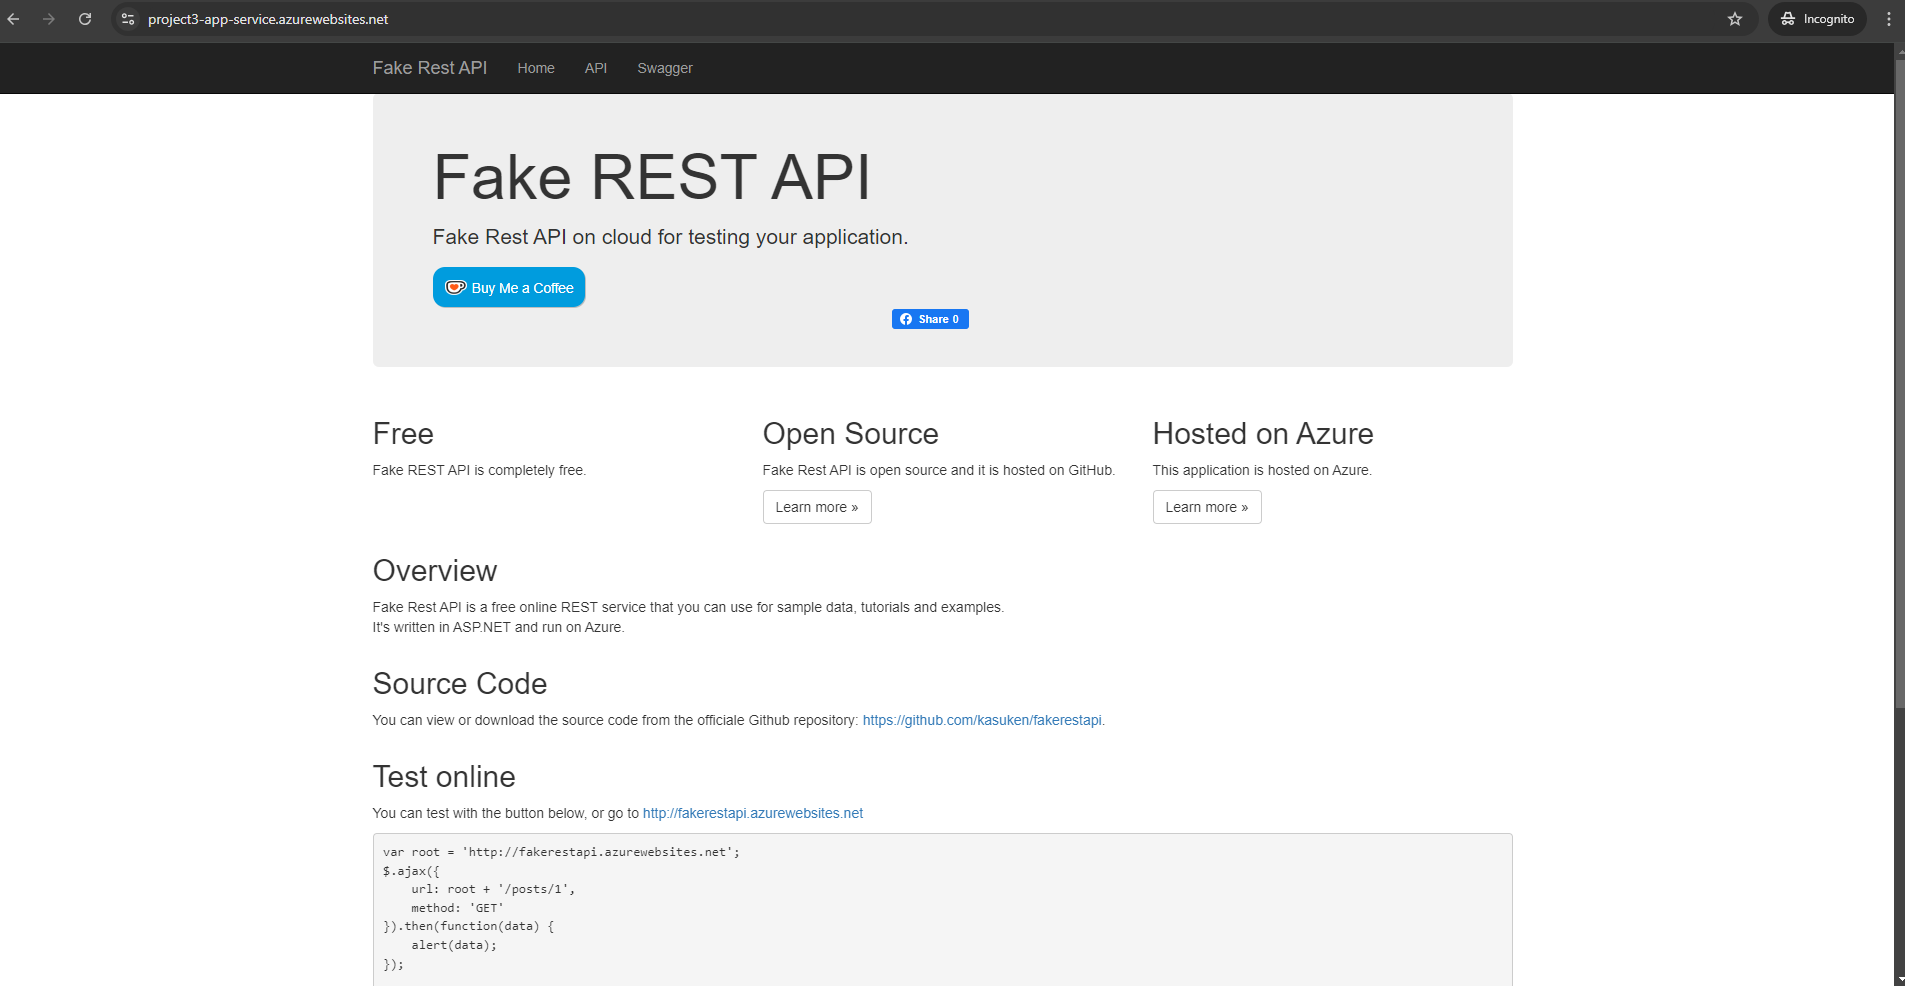 project3-app-service.azurewebsites.net
Incognito
Fake Rest API Home API Swagger
Fake REST API
Fake Rest API on cloud for testing your application.
Buy Me a Coffee
Share 0
Free
Fake REST API is completely free.
Open Source
Fake Rest API is open source and it is hosted on GitHub.
Learn more »
Hosted on Azure
This application is hosted on Azure.
Learn more »
Overview
Fake Rest API is a free online REST service that you can use for sample data, tutorials and examples.
It's written in ASP.NET and run on Azure.
Source Code
You can view or download the source code from the officiale Github repository: https://github.com/kasuken/fakerestapi.
Test online
You can test with the button below, or go to http://fakerestapi.azurewebsites.net
var root = 'http://fakerestapi.azurewebsites.net';
$.ajax({
    url: root + '/posts/1',
    method: 'GET'
}).then(function(data) {
    alert(data);
});